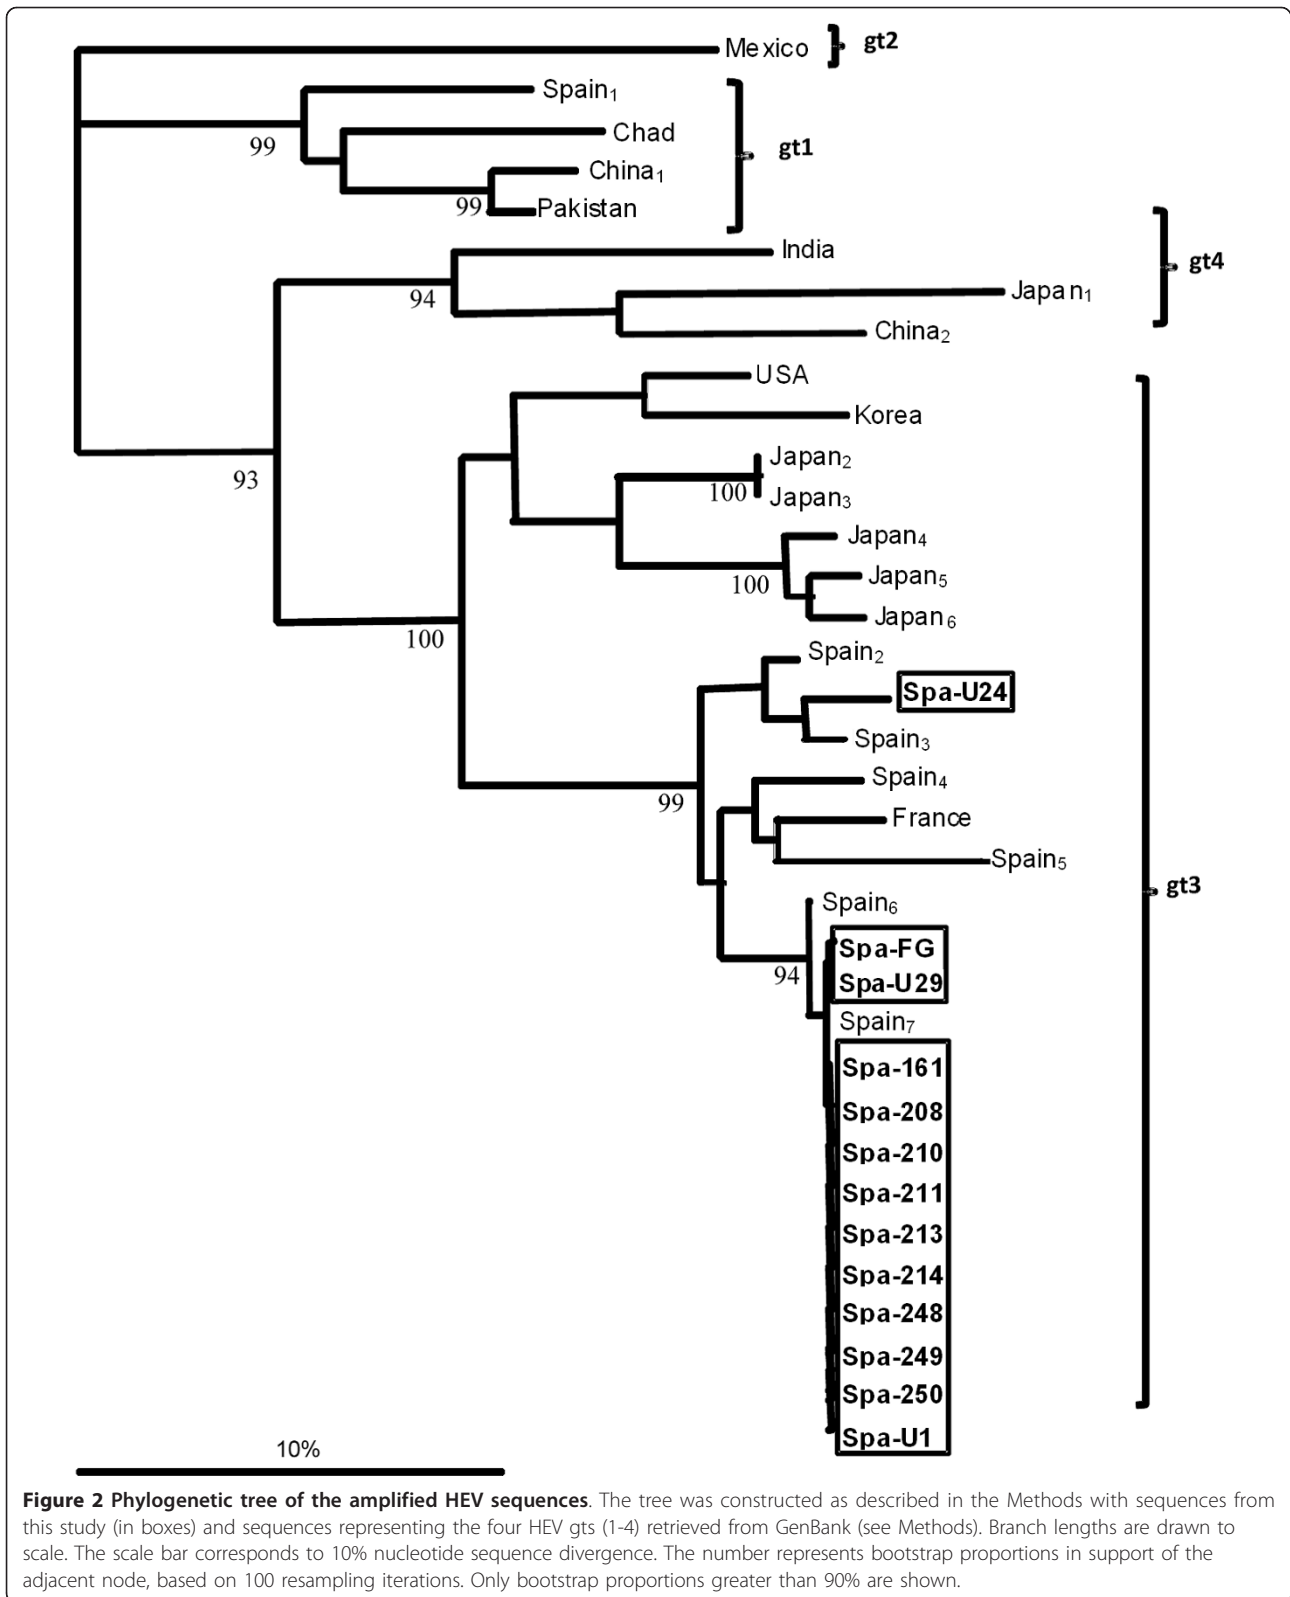 Mexico
gt2
Spain1
99
Chad
gt1
China1
99
Pakistan
India
gt4
94
Japan1
China2
USA
Korea
Japan2
100
Japan3
Japan4
100
Japan5
Japan6
93
100
Spain2
Spa-U24
Spain3
Spain4
99
France
Spain5
gt3
Spain6
Spa-FG
94
Spa-U29
Spain7
Spa-161
Spa-208
Spa-210
Spa-211
Spa-213
Spa-214
Spa-248
Spa-249
Spa-250
Spa-U1
10%
Figure 2 Phylogenetic tree of the amplified HEV sequences. The tree was constructed as described in the Methods with sequences from
this study (in boxes) and sequences representing the four HEV gts (1-4) retrieved from GenBank (see Methods). Branch lengths are drawn to
scale. The scale bar corresponds to 10% nucleotide sequence divergence. The number represents bootstrap proportions in support of the
adjacent node, based on 100 resampling iterations. Only bootstrap proportions greater than 90% are shown.